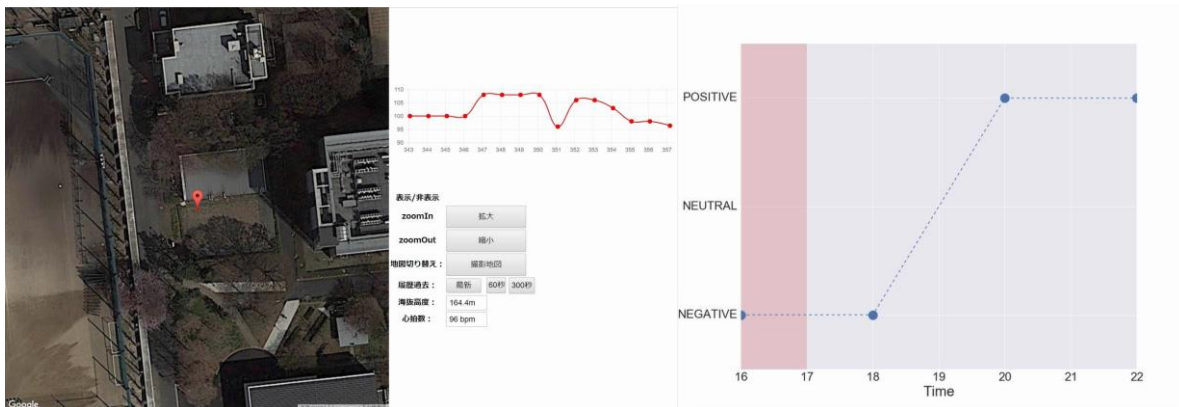 Google
110
105
100
95
90
343 344 345 346 347 348 349 350 351 352 353 354 355 356 357
表示/非表示
zoomIn 拡大
zoomOut 縮小
地図切り替え: 撮影地図
履歴過去: 最新 60秒 300秒
海抜高度: 164.4m
心拍数: 96 bpm
POSITIVE
NEUTRAL
NEGATIVE
16 17 18 19 20 21 22
Time